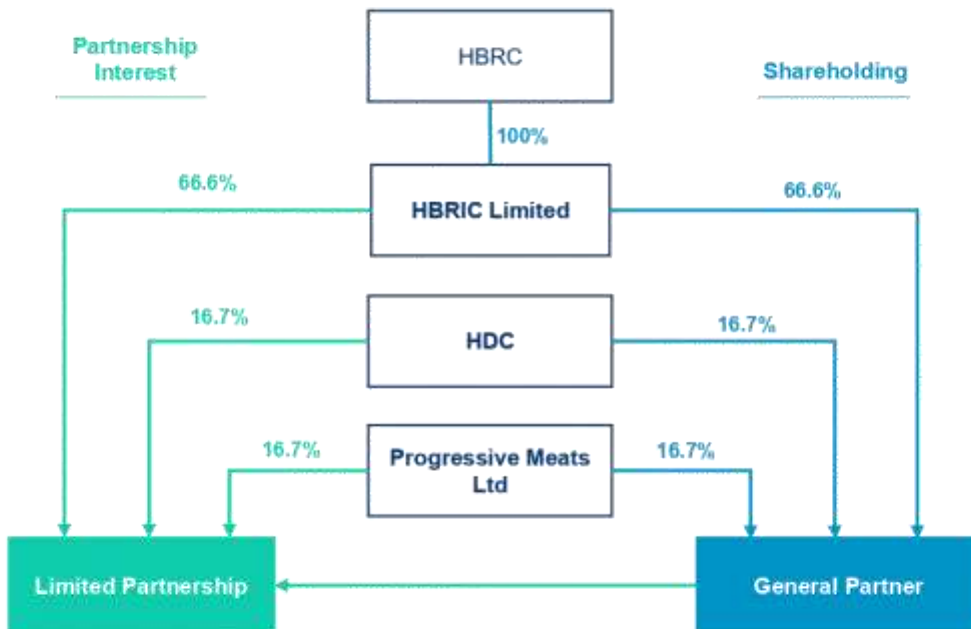 Partnership
Interest
HBRC
Shareholding
100%
66.6%
HBRIC Limited
66.6%
16.7%
HDC
16.7%
16.7%
Progressive Meats
Ltd
16.7%
Limited Partnership
General Partner